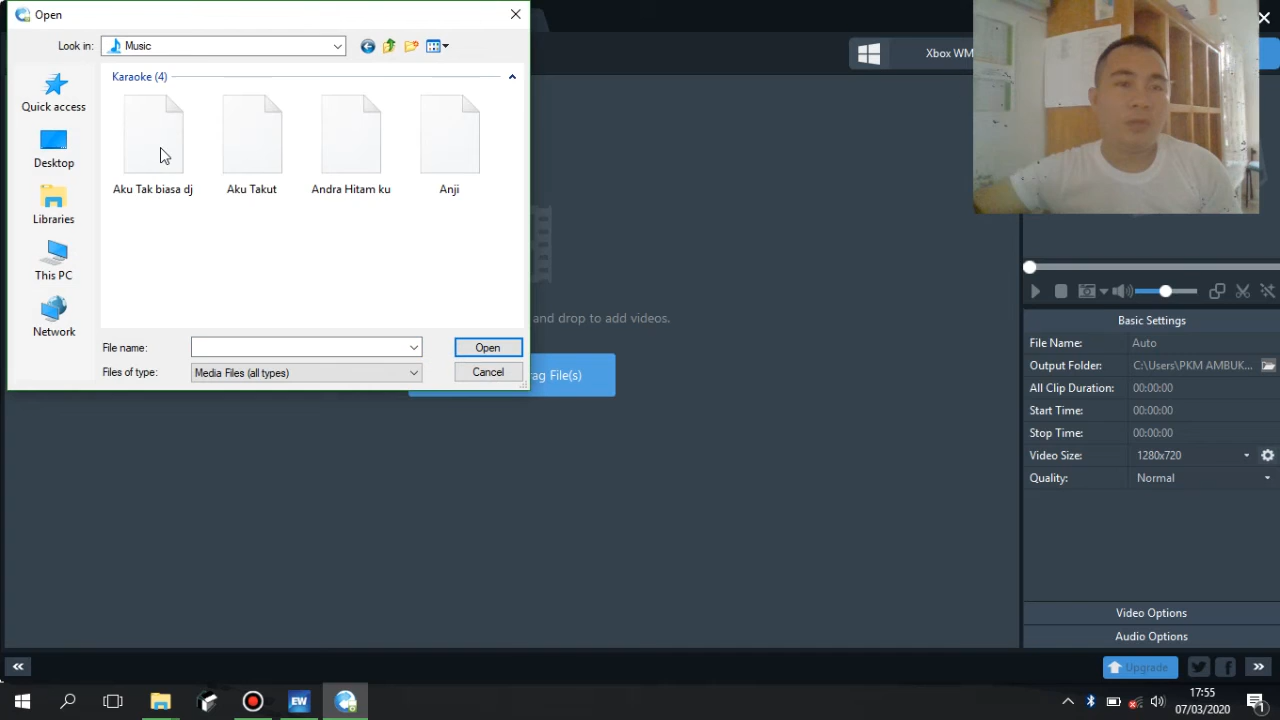 Open
Look in:
Music
Xbox WM
Karaoke (4)
Quick access
Desktop
Libraries
This PC
Network
Aku Tak biasa dj
Aku Takut
Andra Hitam ku
Anji
and drop to add videos.
File name:
Open
Files of type:
Media Files (all types)
Cancel
ag File(s)
Basic Settings
File Name:
Auto
Output Folder:
C:\Users\PKM AMBUK...
All Clip Duration:
00:00:00
Start Time:
00:00:00
Stop Time:
00:00:00
Video Size:
1280x720
Quality:
Normal
Video Options
Audio Options
Upgrade
EW
17:55
07/03/2020
1